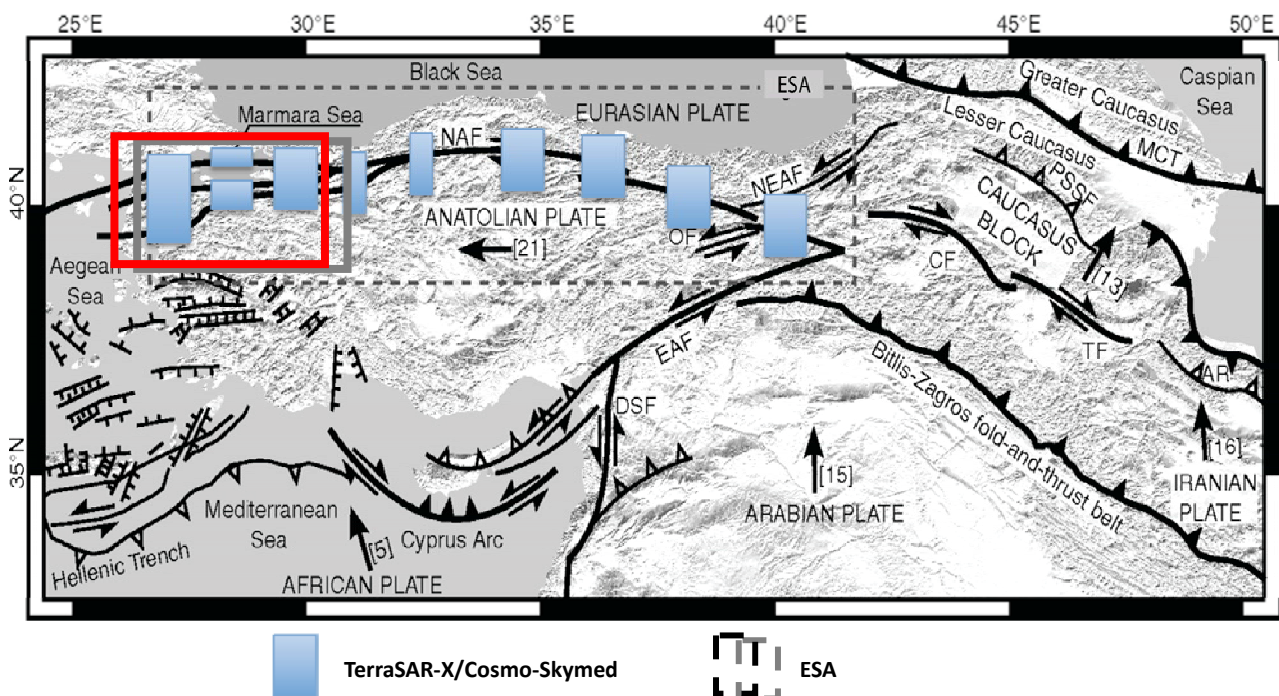 25°E 30°E 35°E 40°E 45°E 50°E
Black Sea
ESA
Greater Caucasus
Caspian
Sea
Marmara Sea
EURASIAN PLATE
Lesser Caucasus
MCT
NAF
40°N
NEAF
PSSF
CAUCASUS
BLOCK
ANATOLIAN PLATE
[21]
OF
CF
[13]
Aegean
Sea
EAF
TF
AR
Bitlis-Zagros fold-and-thrust belt
DSF
35°N
[15]
[16]
IRANIAN
PLATE
Mediterranean
Sea
ARABIAN PLATE
Cyprus Arc
[5]
Hellenic Trench
AFRICAN PLATE
TerraSAR-X/Cosmo-Skymed
ESA